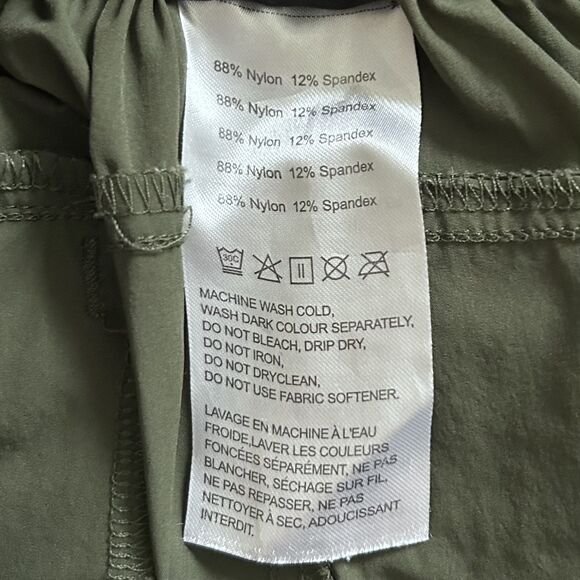 88% Nylon 12% Spandex
88% Nylon 12% Spandex
88% Nylon 12% Spandex
88% Nylon 12% Spandex
88% Nylon 12% Spandex
30C
MACHINE WASH COLD,
WASH DARK COLOUR SEPARATELY,
DO NOT BLEACH, DRIP DRY,
DO NOT IRON,
DO NOT DRYCLEAN,
DO NOT USE FABRIC SOFTENER.
LAVAGE EN MACHINE À L'EAU
FROIDE,LAVER LES COULEURS
FONCÉES SÉPARÉMENT, NE PAS
BLANCHER, SÉCHAGE SUR FIL,
NE PAS REPASSER, NE PAS
NETTOYER À SEC, ADOUCISSANT
INTERDIT.